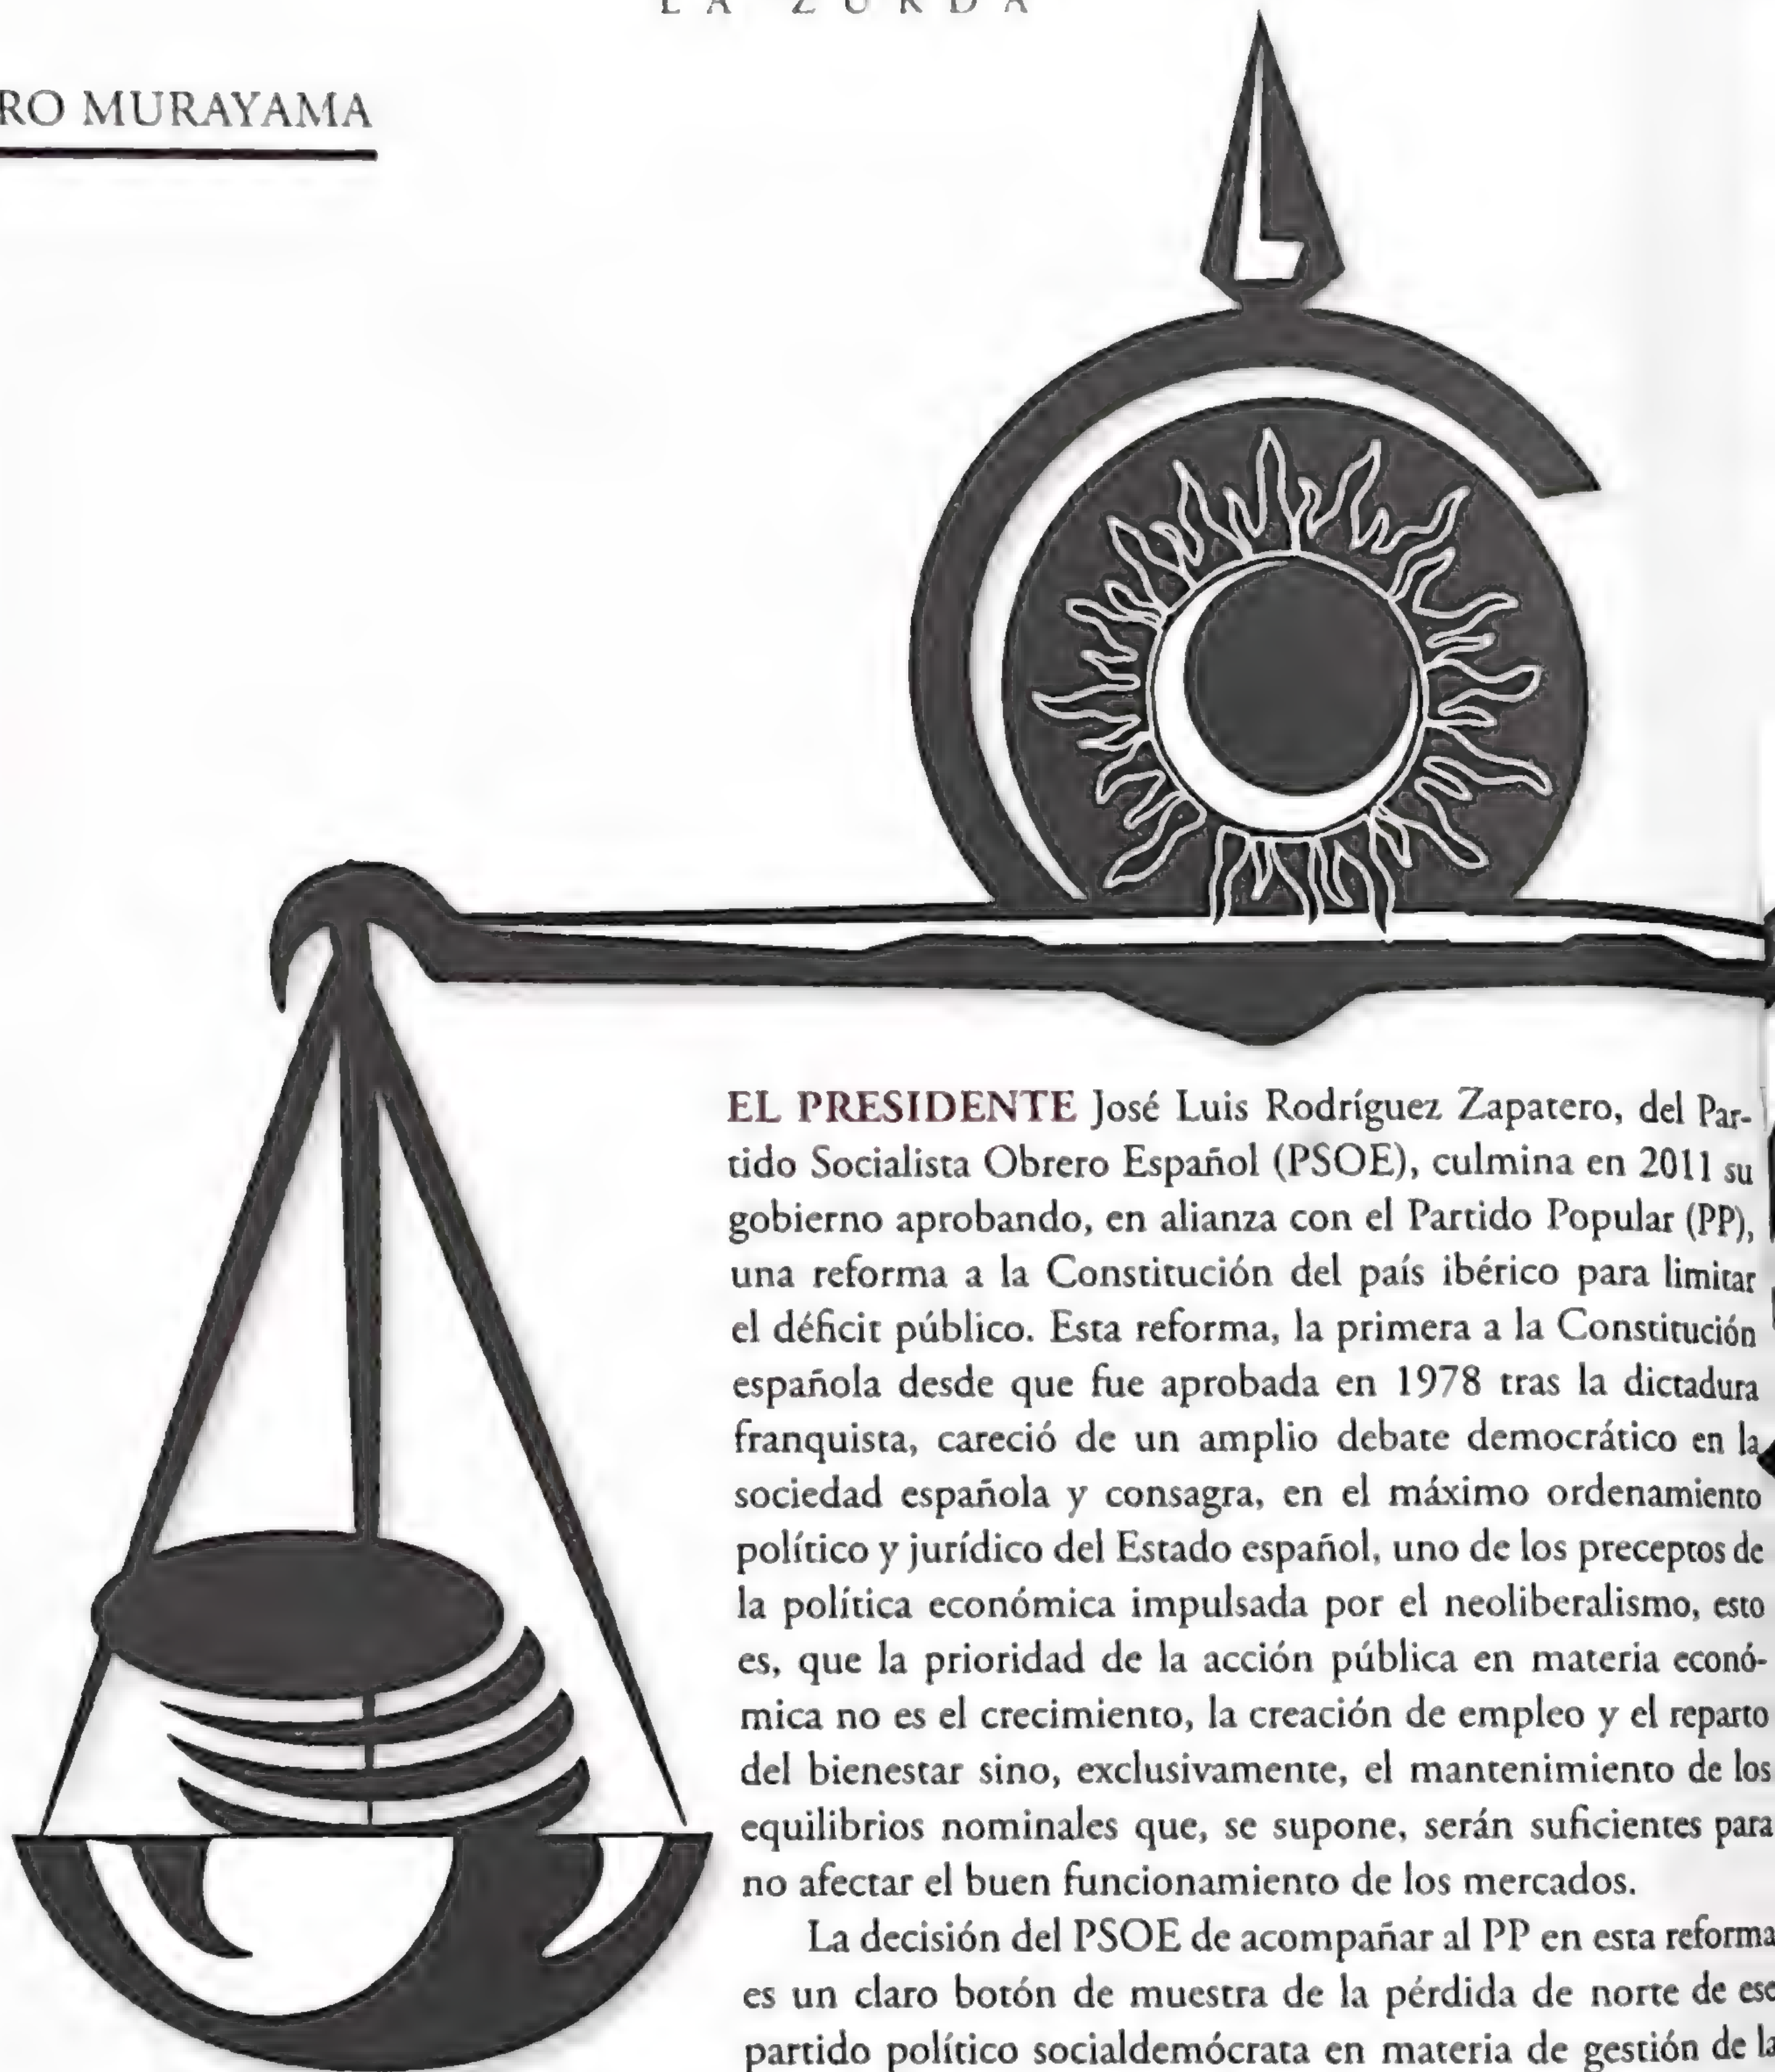 LA ZURDA
RO MURAYAMA
EL PRESIDENTE José Luis Rodríguez Zapatero, del Par-
tido Socialista Obrero Español (PSOE), culmina en 2011 su
gobierno aprobando, en alianza con el Partido Popular (PP),
una reforma a la Constitución del país ibérico para limitar
el déficit público. Esta reforma, la primera a la Constitución
española desde que fue aprobada en 1978 tras la dictadura
franquista, careció de un amplio debate democrático en la
sociedad española y consagra, en el máximo ordenamiento
político y jurídico del Estado español, uno de los preceptos de
la política económica impulsada por el neoliberalismo, esto
es, que la prioridad de la acción pública en materia econó-
mica no es el crecimiento, la creación de empleo y el reparto
del bienestar sino, exclusivamente, el mantenimiento de los
equilibrios nominales que, se supone, serán suficientes para
no afectar el buen funcionamiento de los mercados.
La decisión del PSOE de acompañar al PP en esta reforma
es un claro botón de muestra de la pérdida de norte de ese
partido político socialdemócrata en materia de gestión de la